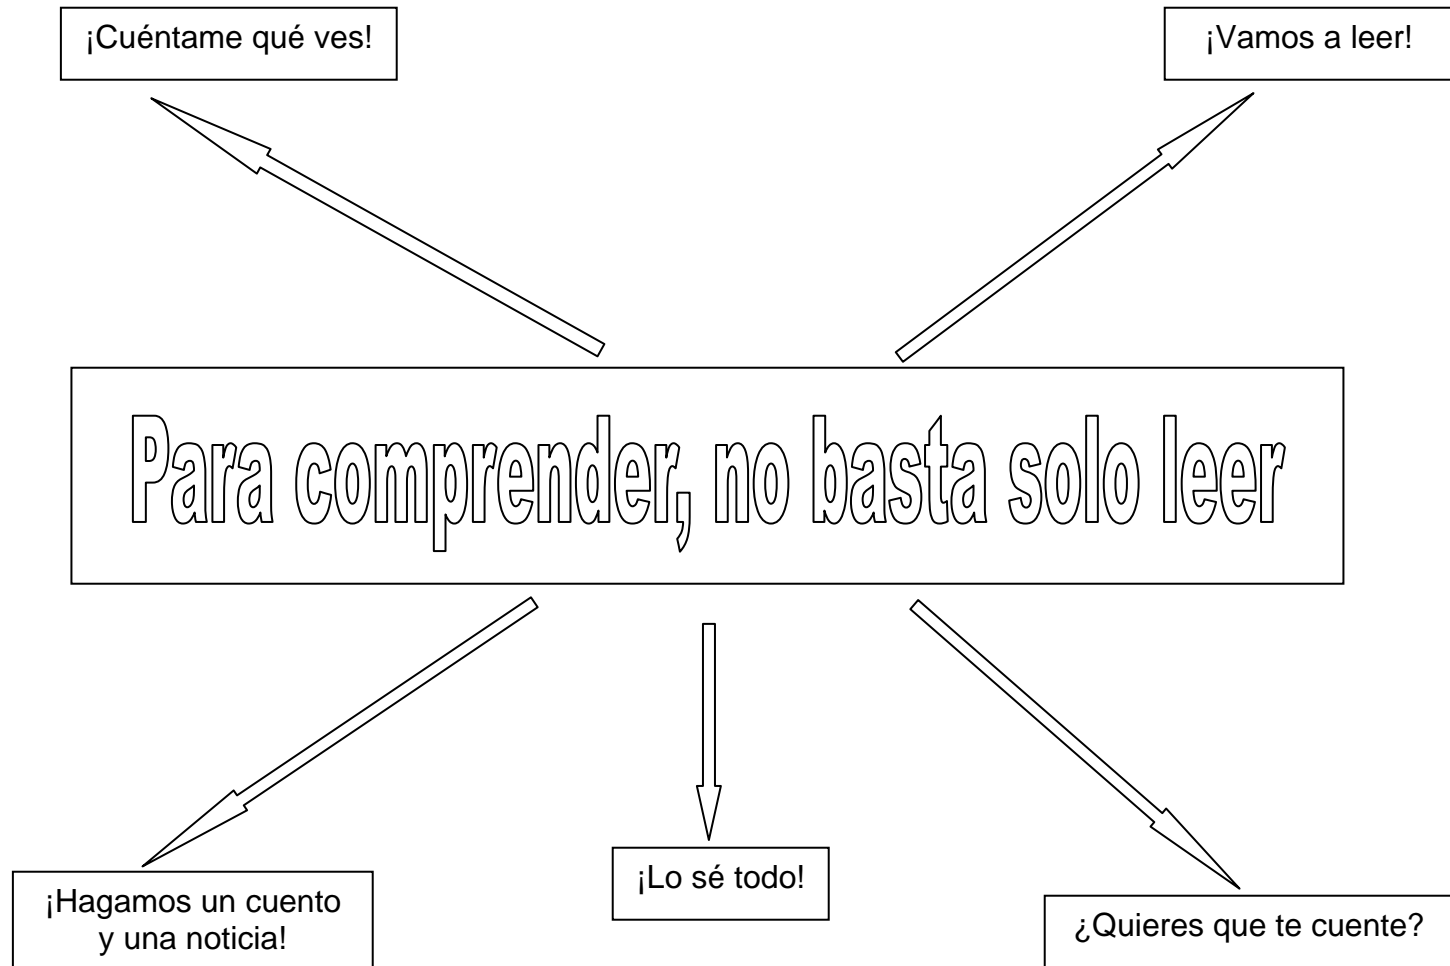 ¡Cuéntame qué ves!
¡Vamos a leer!
Para comprender, no basta solo leer
¡Hagamos un cuento
y una noticia!
¡Lo sé todo!
¿Quieres que te cuente?